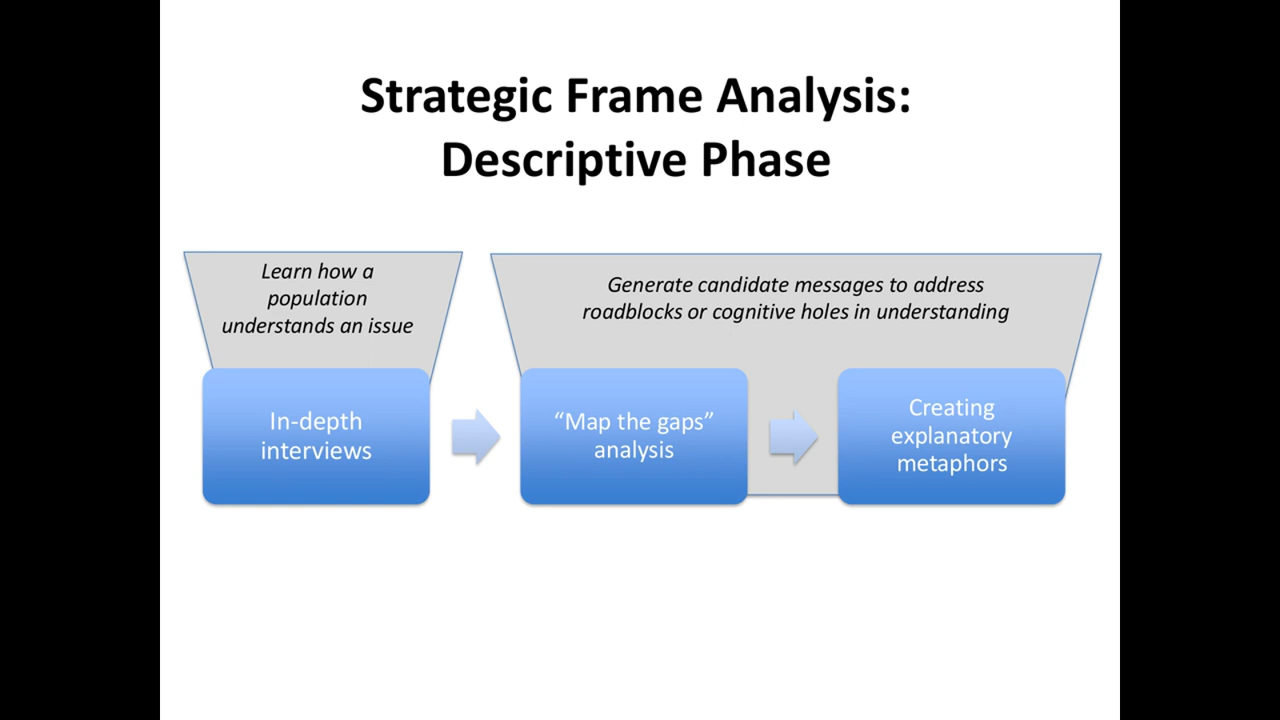 Strategic Frame Analysis:
Descriptive Phase
Learn how a
population
understands an issue
Generate candidate messages to address
roadblocks or cognitive holes in understanding
In-depth
interviews
“Map the gaps”
analysis
Creating
explanatory
metaphors